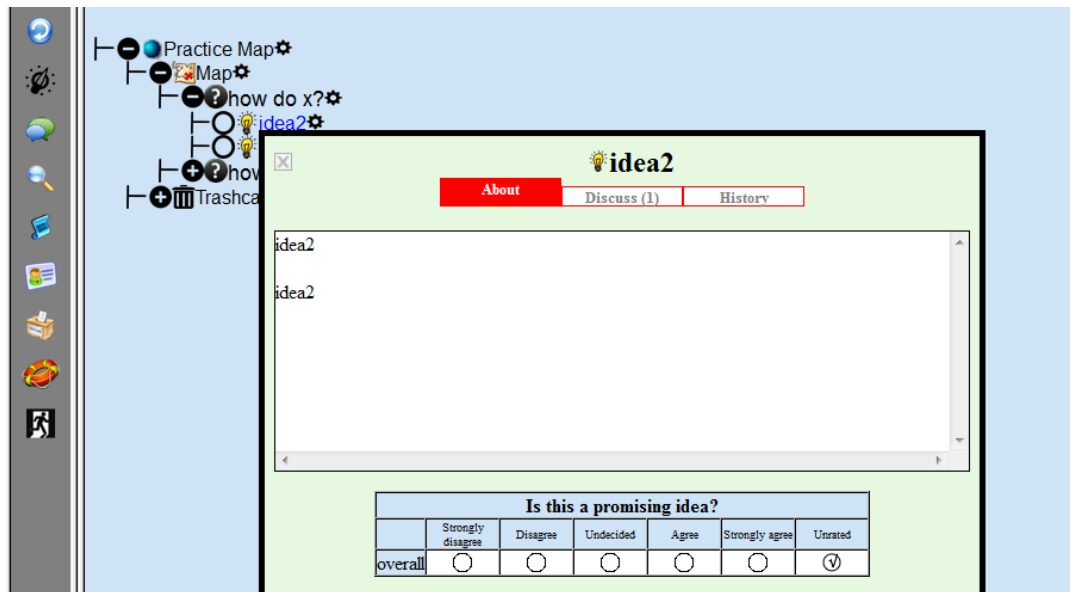 Practice Map
Map
how do x?
idea2
how
Trashca
idea2
About
Discuss (1)
History
idea2
idea2
Is this a promising idea?
Strongly disagree
Disagree
Undecided
Agree
Strongly agree
Unrated
overall